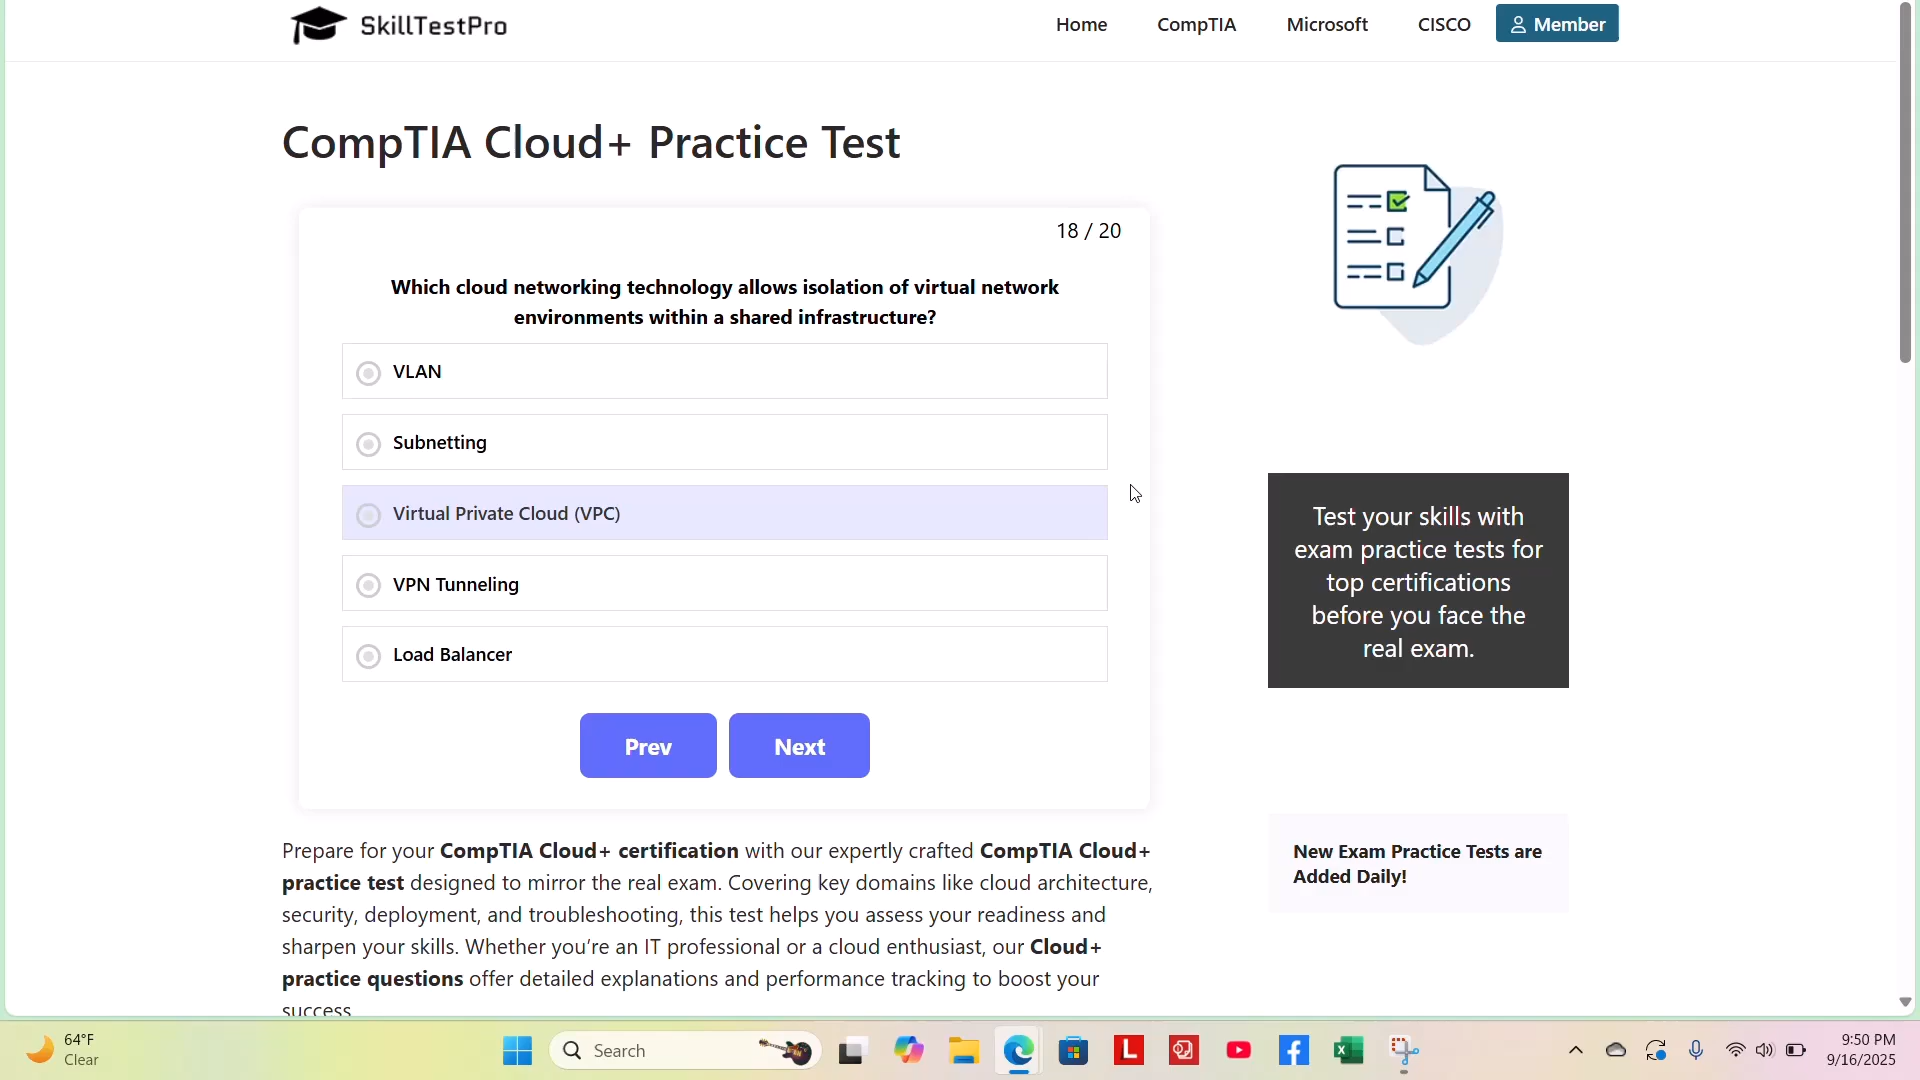 SkillTestPro
Home
CompTIA
Microsoft
CISCO
Member
CompTIA Cloud+ Practice Test
18 / 20
Which cloud networking technology allows isolation of virtual network
environments within a shared infrastructure?
VLAN
Subnetting
Virtual Private Cloud (VPC)
VPN Tunneling
Load Balancer
Prev
Next
Test your skills with
exam practice tests for
top certifications
before you face the
real exam.
Prepare for your CompTIA Cloud+ certification with our expertly crafted CompTIA Cloud+
practice test designed to mirror the real exam. Covering key domains like cloud architecture,
security, deployment, and troubleshooting, this test helps you assess your readiness and
sharpen your skills. Whether you’re an IT professional or a cloud enthusiast, our Cloud+
practice questions offer detailed explanations and performance tracking to boost your
success
New Exam Practice Tests are
Added Daily!
64°F
Clear
Search
L
X
9:50 PM
9/16/2025